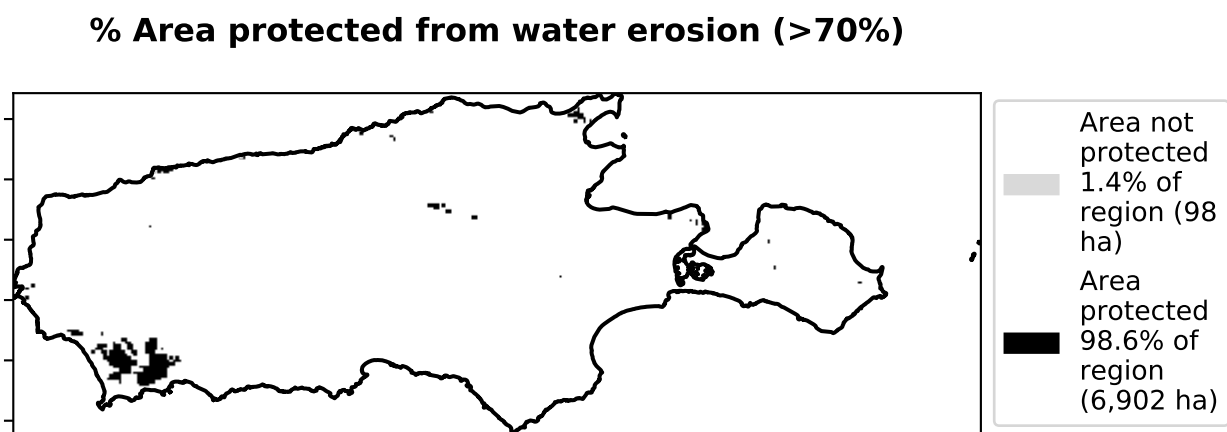 % Area protected from water erosion (>70%)
Area not
protected
1.4% of
region (98
ha)
Area
protected
98.6% of
region
(6,902 ha)